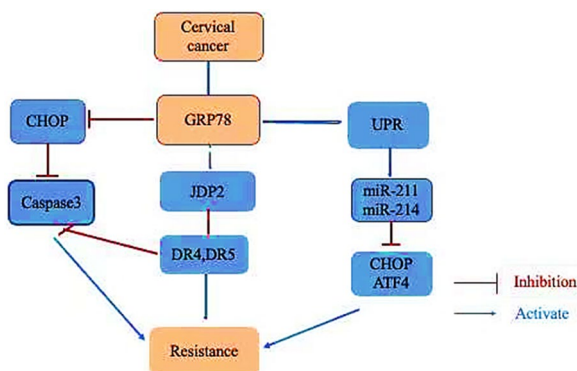 Cervical
cancer
CHOP
GRP78
UPR
Caspase3
JDP2
miR-211
miR-214
DR4,DR5
CHOP
ATF4
Inhibition
Activate
Resistance